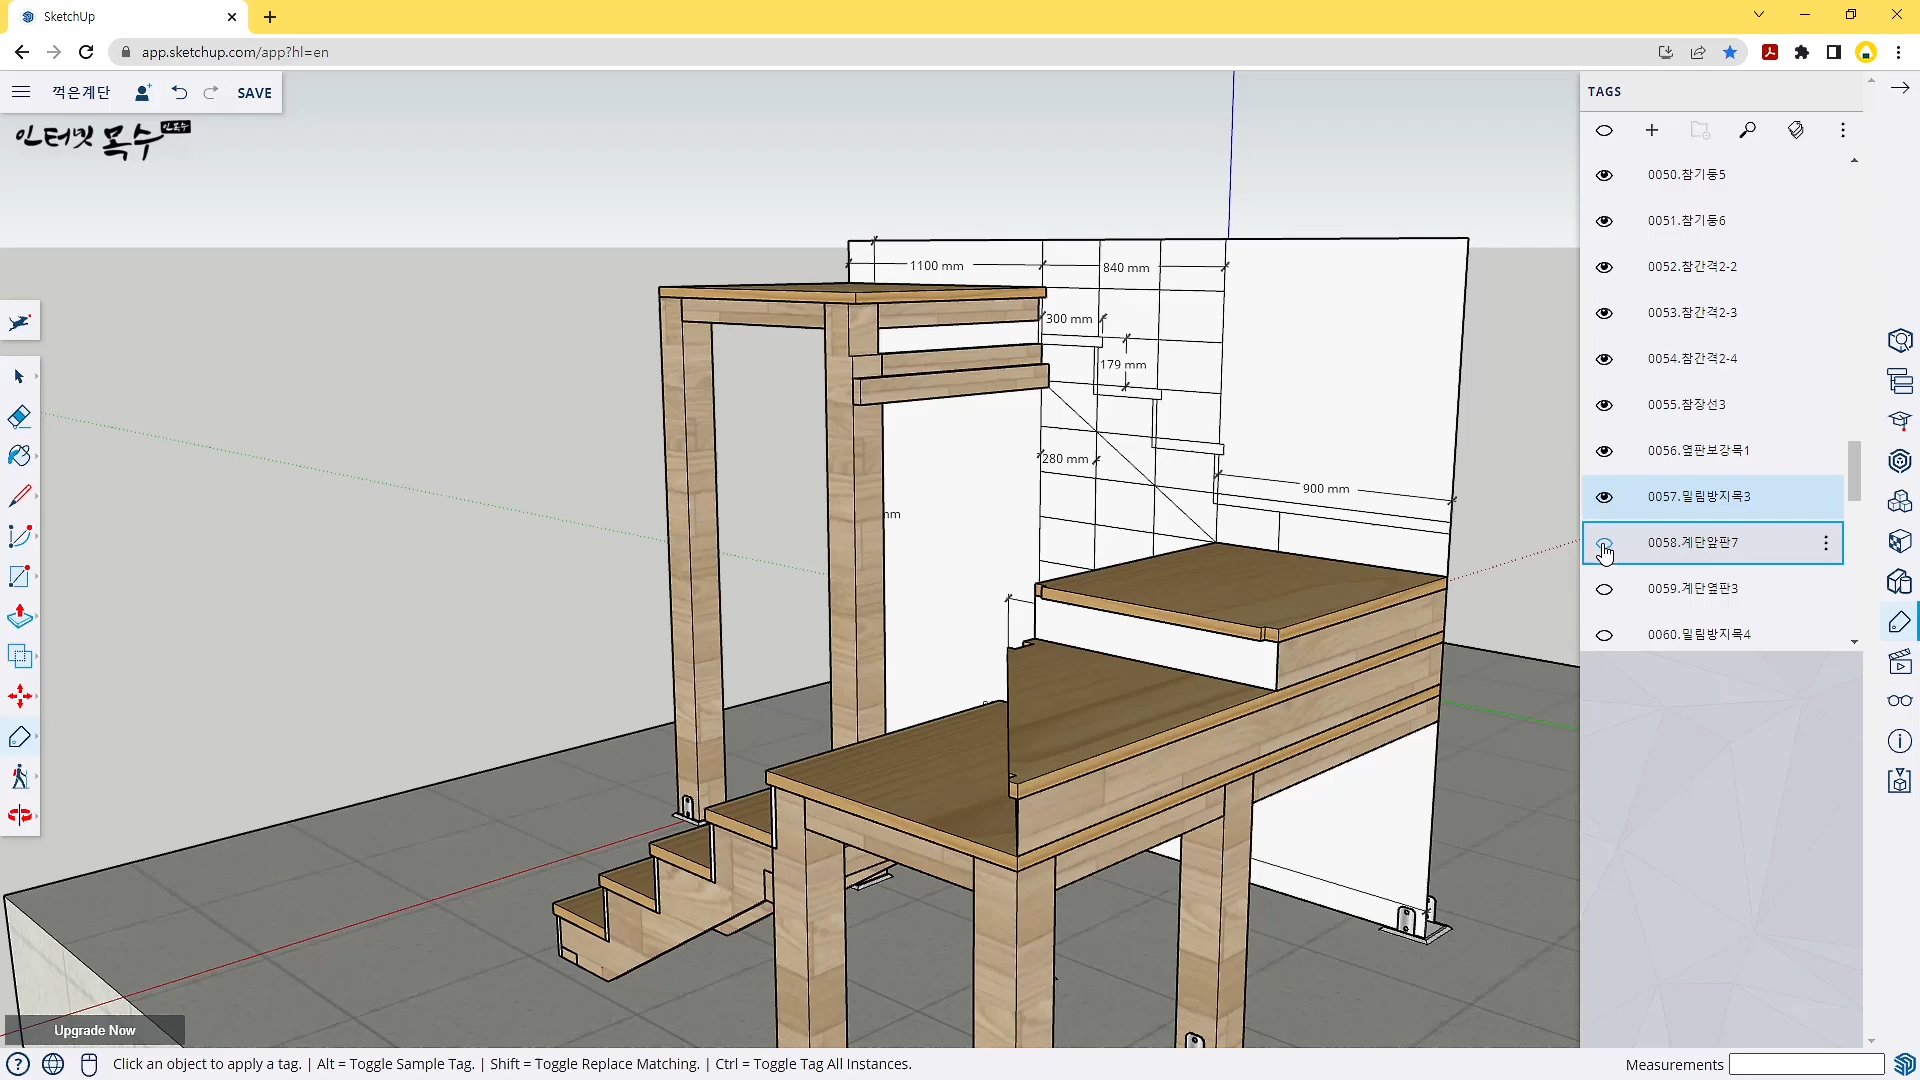 SketchUp
app.sketchup.com/app?hl=en
꺽은계단
SAVE
인터넷 목수
TAGS
0050.참기둥5
0051.참기둥6
0052.참간격2-2
0053.참간격2-3
0054.참간격2-4
0055.참장선3
0056.옆판보강목1
0057.밀림방지목3
0058.계단앞판7
0059.계단옆판3
0060.밀림방지목4
1100 mm
840 mm
300 mm
179 mm
280 mm
900 mm
nm
Upgrade Now
Click an object to apply a tag. | Alt = Toggle Sample Tag. | Shift = Toggle Replace Matching. | Ctrl = Toggle Tag All Instances.
Measurements